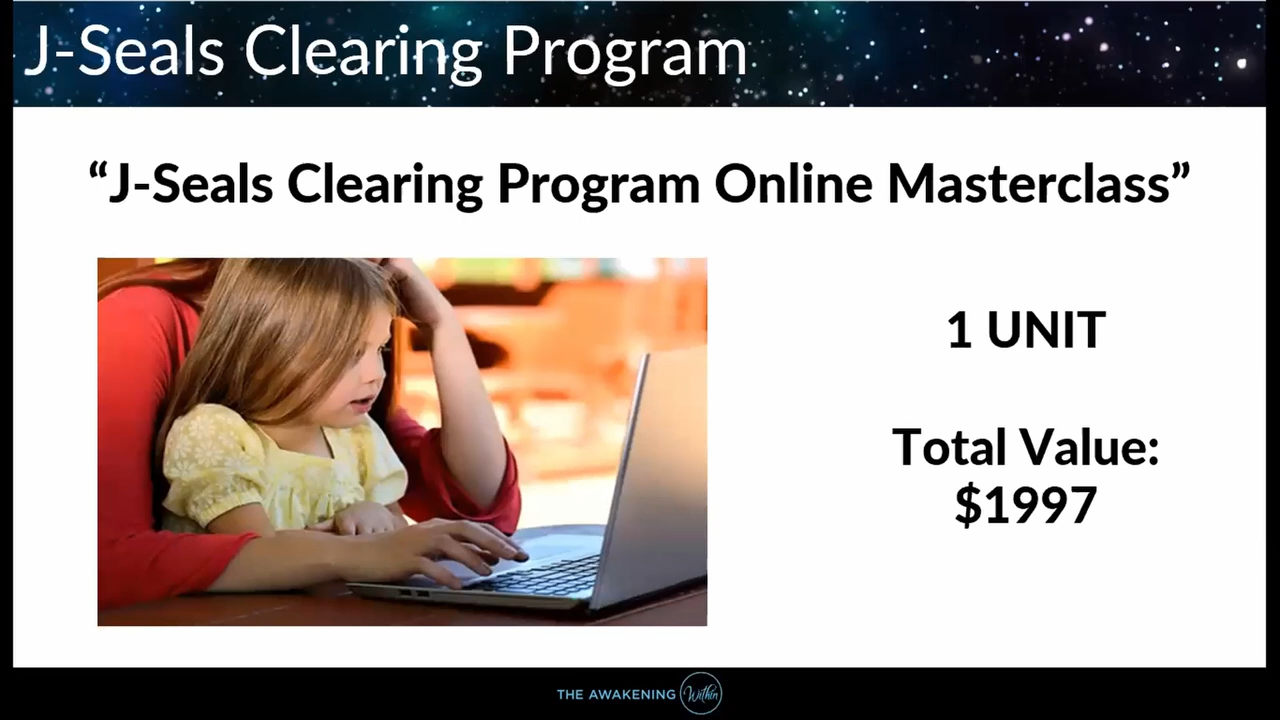 J-Seals Clearing Program
“J-Seals Clearing Program Online Masterclass”
1 UNIT
Total Value:
$1997
THE AWAKENING Within